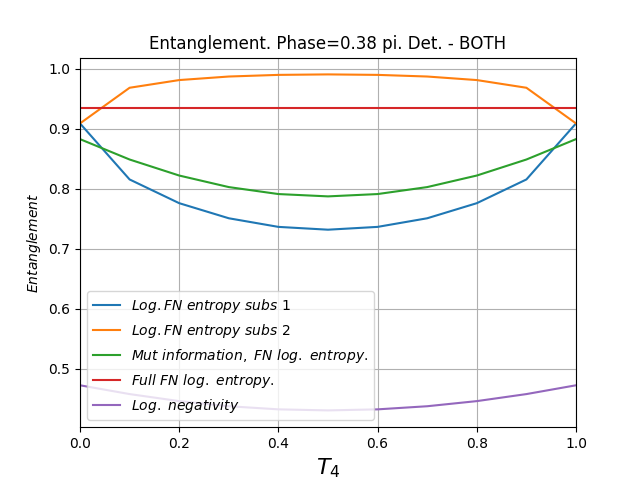 Entanglement. Phase=0.38 pi. Det. - BOTH
1.0
0.9
0.8
0.7
0.6
0.5
Entanglement
Log. FN entropy subs 1
Log. FN entropy subs 2
Mut information, FN log. entropy.
Full FN log. entropy.
Log. negativity
0.0 0.2 0.4 0.6 0.8 1.0
T₄